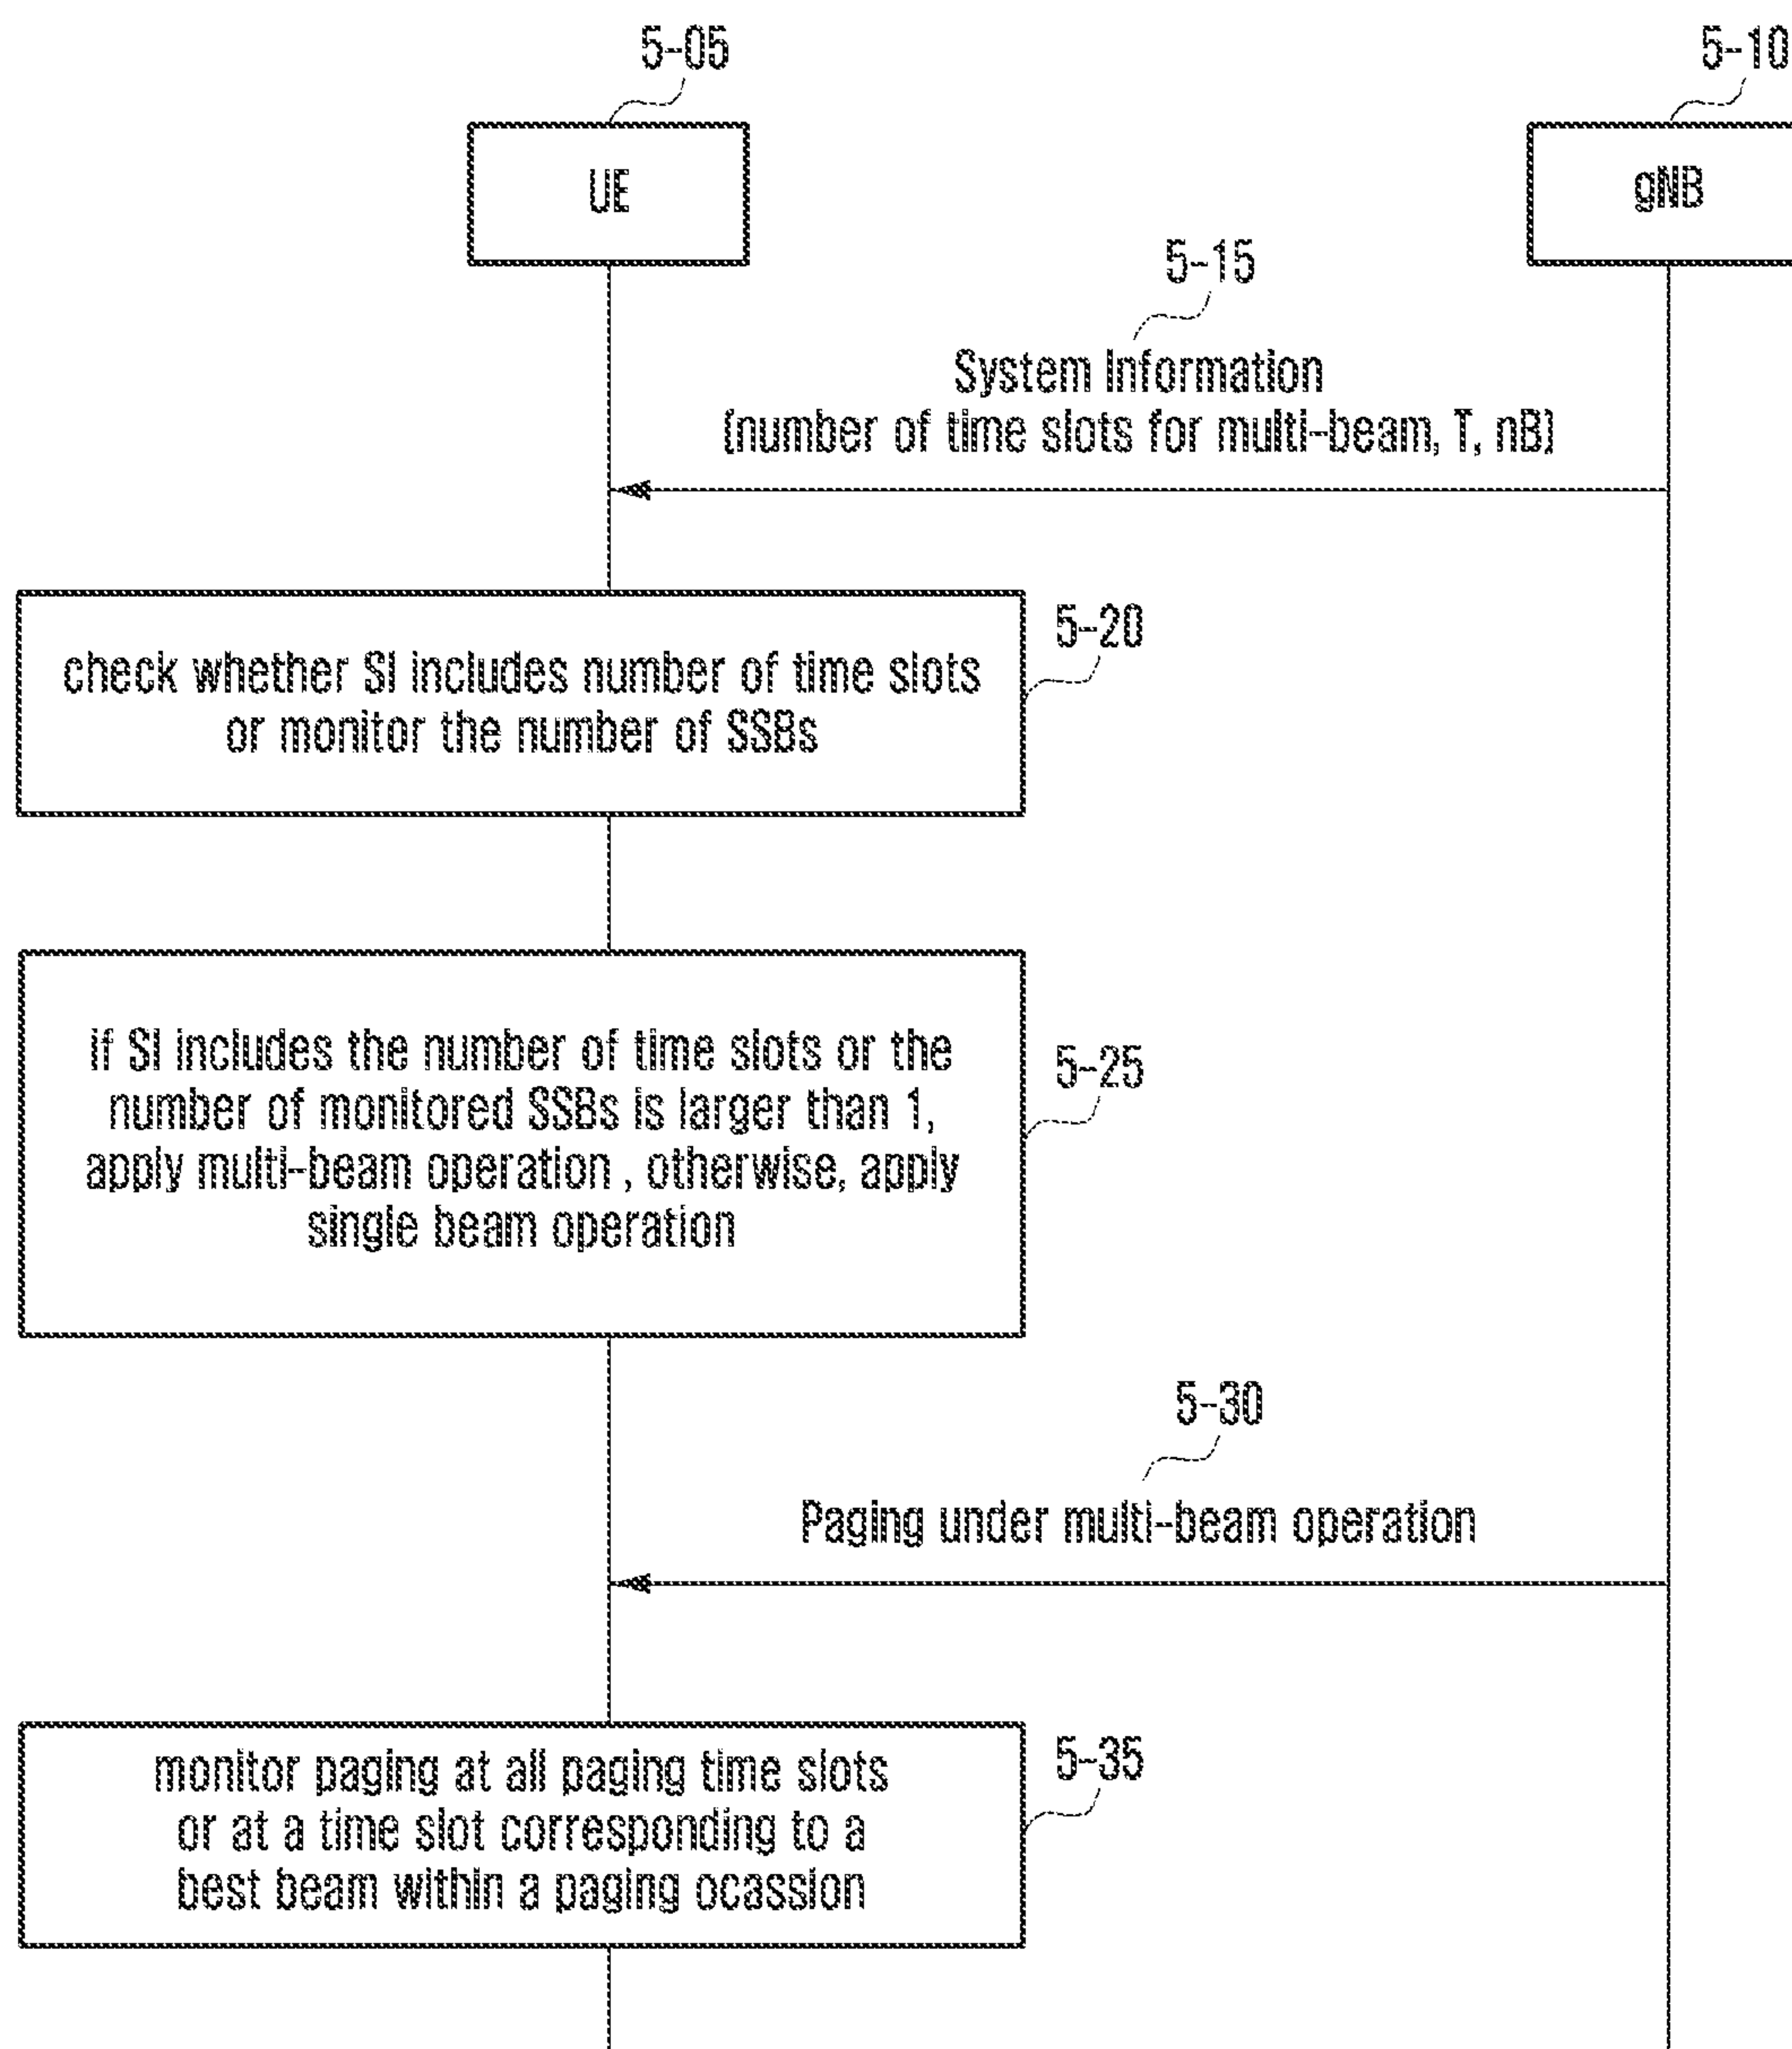 5-05
5-10
UE
gNB
5-15
System Information
(number of time slots for multi-beam, T, nB)
5-20
check whether SI includes number of time slots
or monitor the number of SSBs
5-25
if SI includes the number of time slots or the
number of monitored SSBs is larger than 1,
apply multi-beam operation , otherwise, apply
single beam operation
5-30
Paging under multi-beam operation
5-35
monitor paging at all paging time slots
or at a time slot corresponding to a
best beam within a paging ocassion